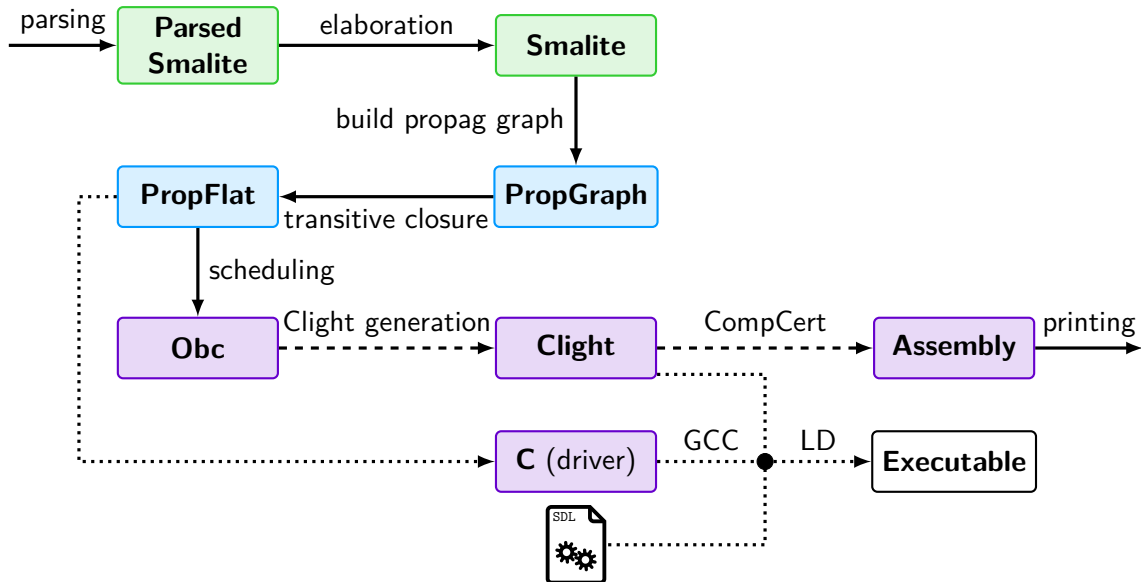 parsing
Parsed
Smalite
elaboration
Smalite
build propag graph
PropFlat
transitive closure
PropGraph
scheduling
Obc
Clight generation
Clight
CompCert
Assembly
printing
C (driver)
GCC
LD
Executable
SDL